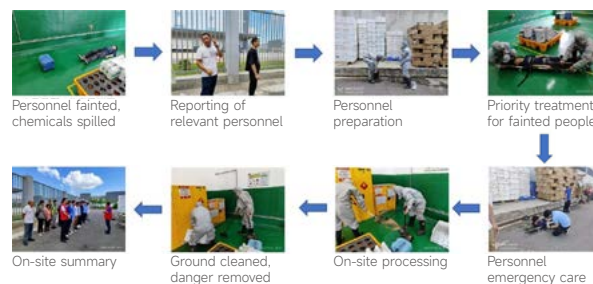 Personnel fainted,
chemicals spilled
Reporting of
relevant personnel
Personnel
preparation
Priority treatment
for fainted people
Personnel
emergency care
On-site processing
Ground cleaned,
danger removed
On-site summary